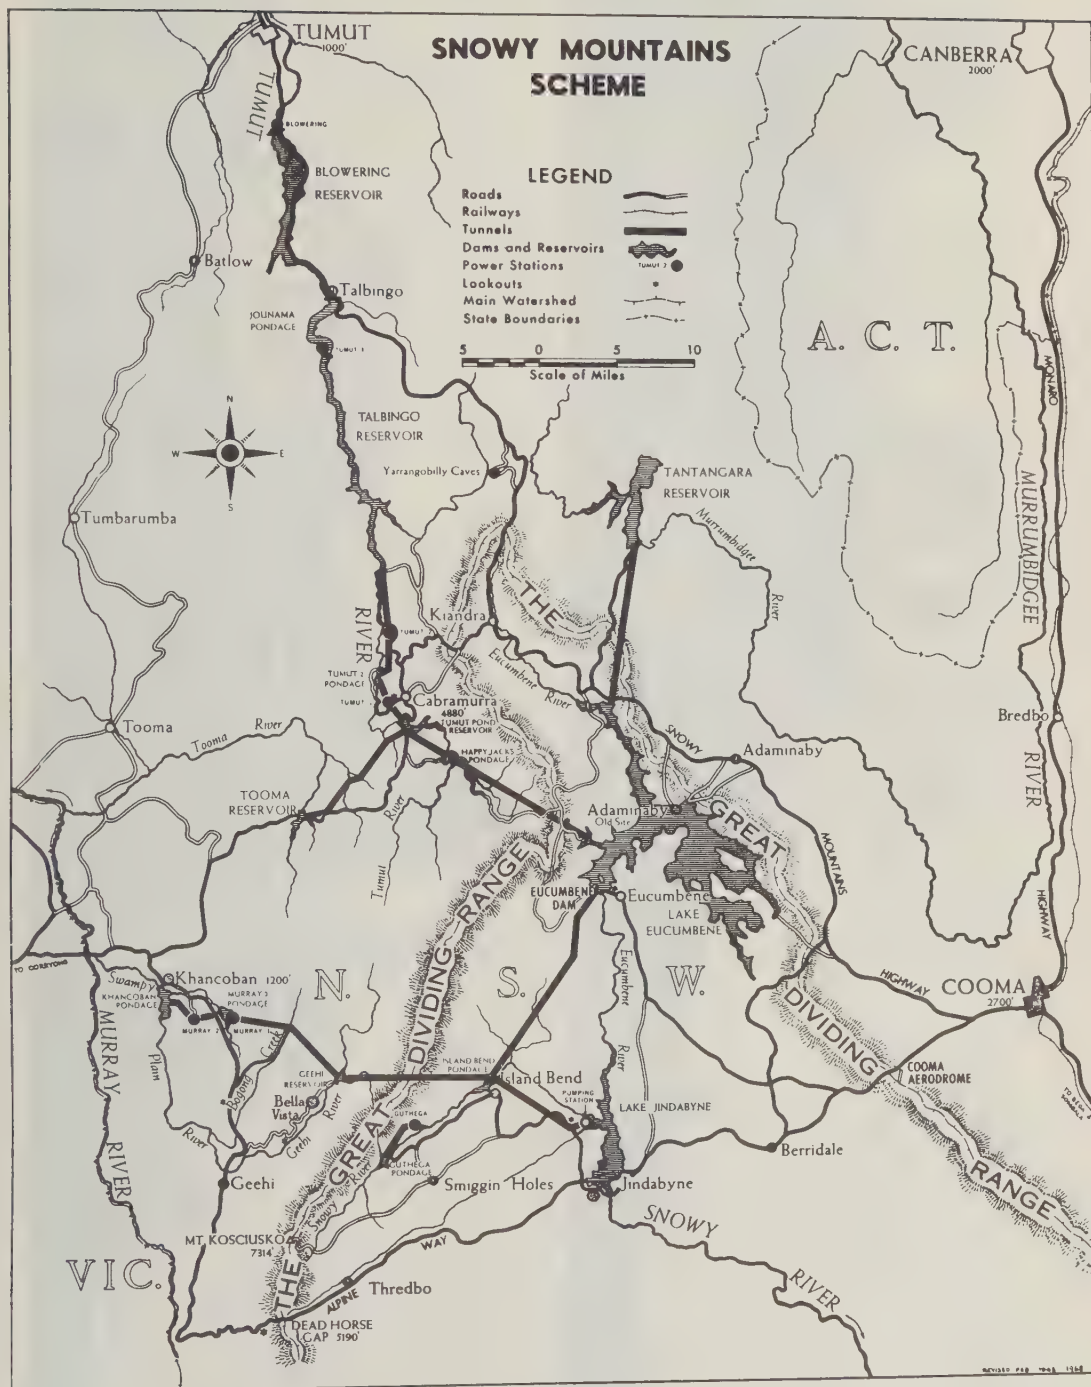 SNOWY MOUNTAINS
SCHEME
TUMUT
1000'
CANBERRA
2000'
TUMUT
BLOWERING
BLOWERING
RESERVOIR
LEGEND
Roads
Railways
Tunnels
Dams and Reservoirs
Power Stations
TUMUT 2
Lookouts
Main Watershed
State Boundaries
5 0 5 10
Scale of Miles
Batlow
Talbingo
JOUNAMA
PONDAGE
TUMUT 3
A. C. T.
MONARO
N
W E
S
TALBINGO
RESERVOIR
Yarrangobilly Caves
TANTANGARA
RESERVOIR
Murrumbidgee
River
MURRUMBIDGEE
RIVER
Tumbarumba
THE
Kiandra
RIVER
TUMUT 2
Eucumbene
River
TUMUT 2
PONDAGE
TUMUT
Cabramurra
4880'
TUMUT POND
RESERVOIR
HAPPY JACKS
PONDAGE
Tooma
Tooma
River
TOOMA
RESERVOIR
River
Tumut
SNOWY
Adaminaby
Bredbo
Adaminaby
Old Site
GREAT
MOUNTAINS
HIGHWAY
RANGE
EUCUMBENE
DAM
Eucumbene
LAKE
EUCUMBENE
HIGHWAY
TO CORRYONG
Swampy
Khancoban 1200'
KHANCOBAN
PONDAGE
MURRAY 2
PONDAGE
MURRAY 2
MURRAY 1
N. S. W.
DIVIDING
Eucumbene
River
DIVIDING
COOMA
2700'
COOMA
AERODROME
MURRAY
RIVER
Plain
River
Bogong
Creek
GEEHI
RESERVOIR
Bella
Vista
River
Geehi
ISLAND BEND
PONDAGE
Island Bend
PUMPING
STATION
LAKE JINDABYNE
GUTHEGA
GUTHEGA
PONDAGE
GREAT
Snowy
River
Berridale
RANGE
Geehi
Smiggin Holes
Jindabyne
SNOWY
RIVER
MT KOSCIUSKO
7314'
VIC.
THE
WAY
ALPINE
Thredbo
DEAD HORSE
GAP 5190'